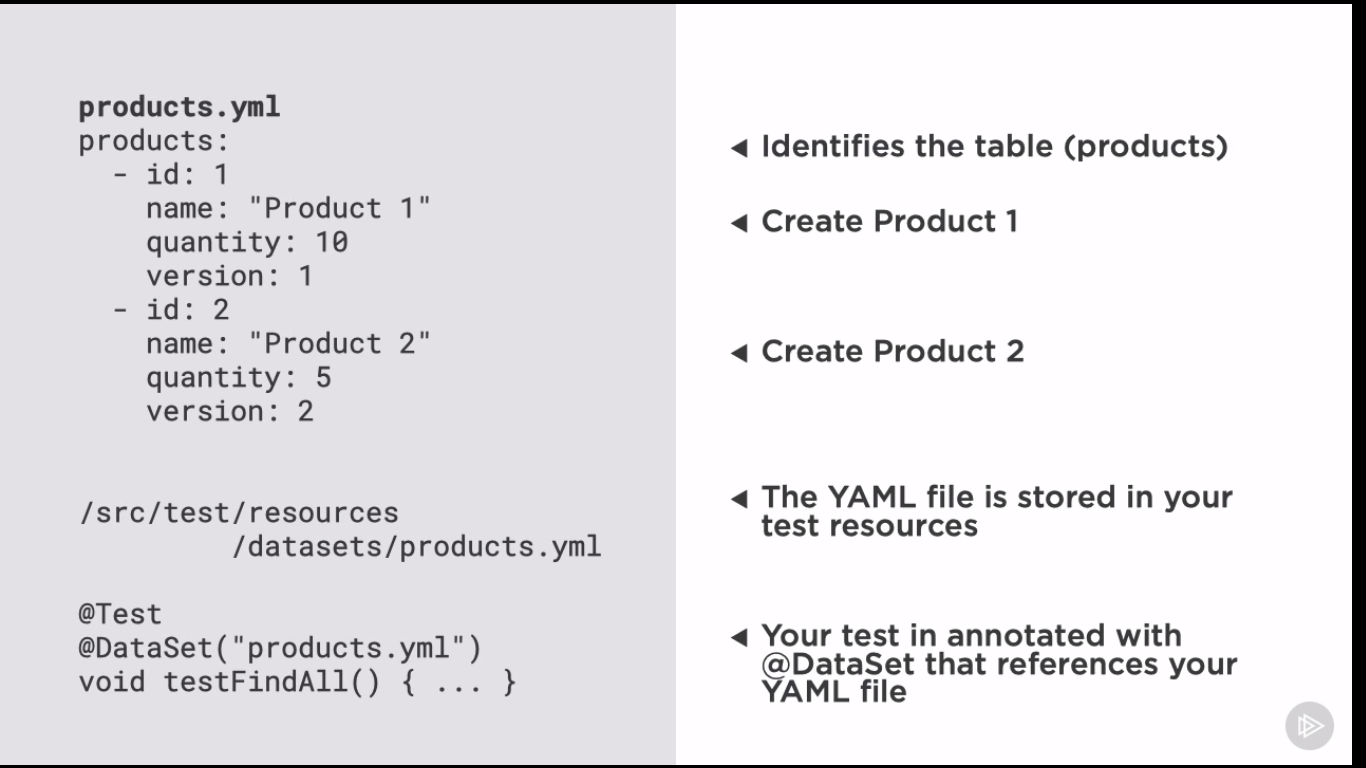 products.yml
products:
  - id: 1
    name: "Product 1"
    quantity: 10
    version: 1
  - id: 2
    name: "Product 2"
    quantity: 5
    version: 2
/src/test/resources
         /datasets/products.yml
@Test
@DataSet("products.yml")
void testFindAll() { ... }
◀ Identifies the table (products)
◀ Create Product 1
◀ Create Product 2
◀ The YAML file is stored in your
test resources
◀ Your test in annotated with
@DataSet that references your
YAML file